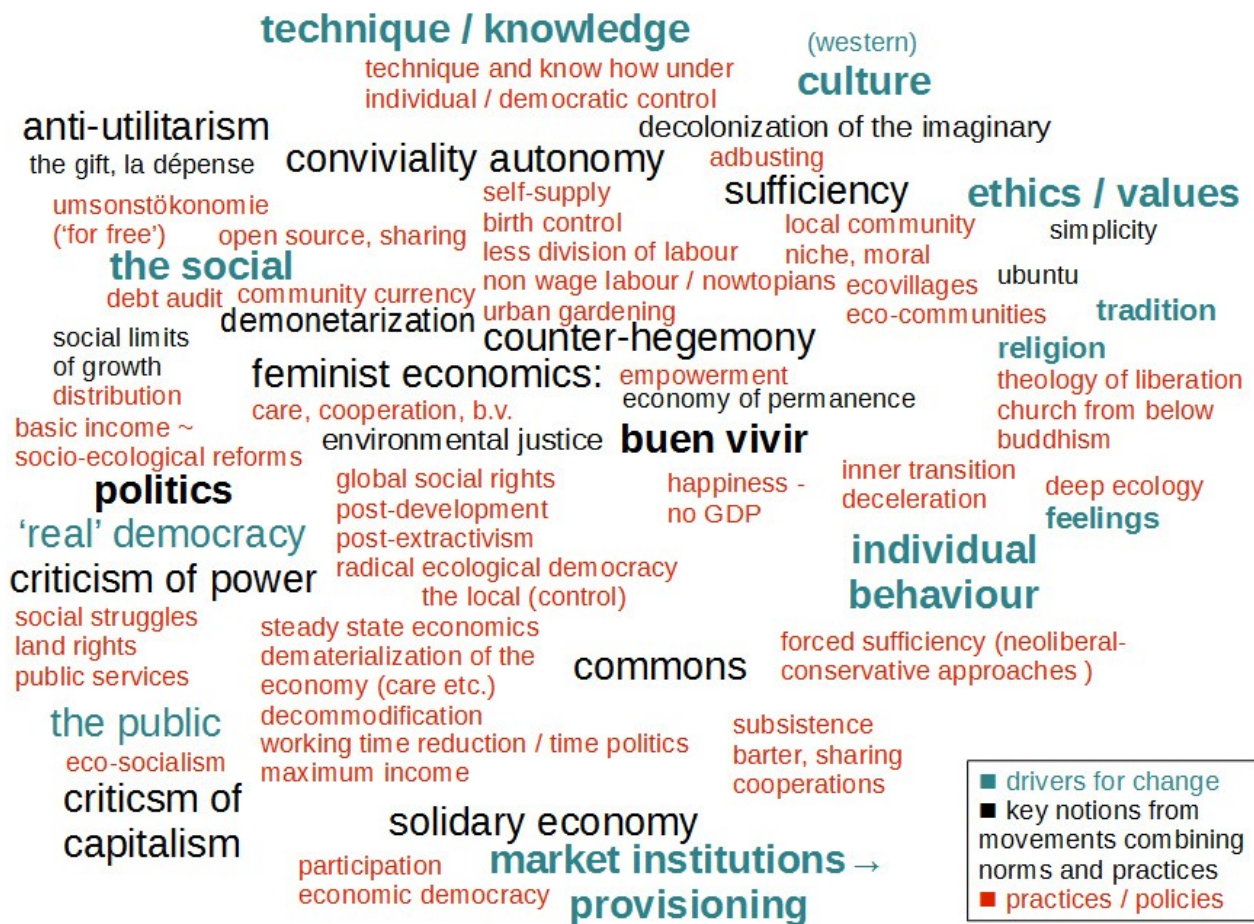 technique / knowledge
(western)
culture
technique and know how under
individual / democratic control
anti-utilitarism
the gift, la dépense
decolonization of the imaginary
conviviality autonomy
adbusting
sufficiency
ethics / values
simplicity
umsonstökonomie
(‘for free’)
open source, sharing
self-supply
birth control
less division of labour
non wage labour / nowtopians
urban gardening
local community
niche, moral
ecovillages
eco-communities
ubuntu
the social
debt audit
community currency
tradition
demonetarization
counter-hegemony
social limits
of growth
distribution
religion
theology of liberation
church from below
buddhism
feminist economics:
empowerment
economy of permanence
care, cooperation, b.v.
basic income ~
socio-ecological reforms
environmental justice
buen vivir
politics
global social rights
post-development
post-extractivism
radical ecological democracy
the local (control)
happiness -
no GDP
inner transition
deceleration
deep ecology
feelings
‘real’ democracy
criticism of power
individual
behaviour
social struggles
land rights
public services
steady state economics
dematerialization of the
economy (care etc.)
decommodification
working time reduction / time politics
maximum income
commons
forced sufficiency (neoliberal-
conservative approaches )
the public
eco-socialism
subsistence
barter, sharing
cooperations
criticsm of
capitalism
solidary economy
participation
economic democracy
market institutions→
provisioning
■ drivers for change
■ key notions from
movements combining
norms and practices
■ practices / policies